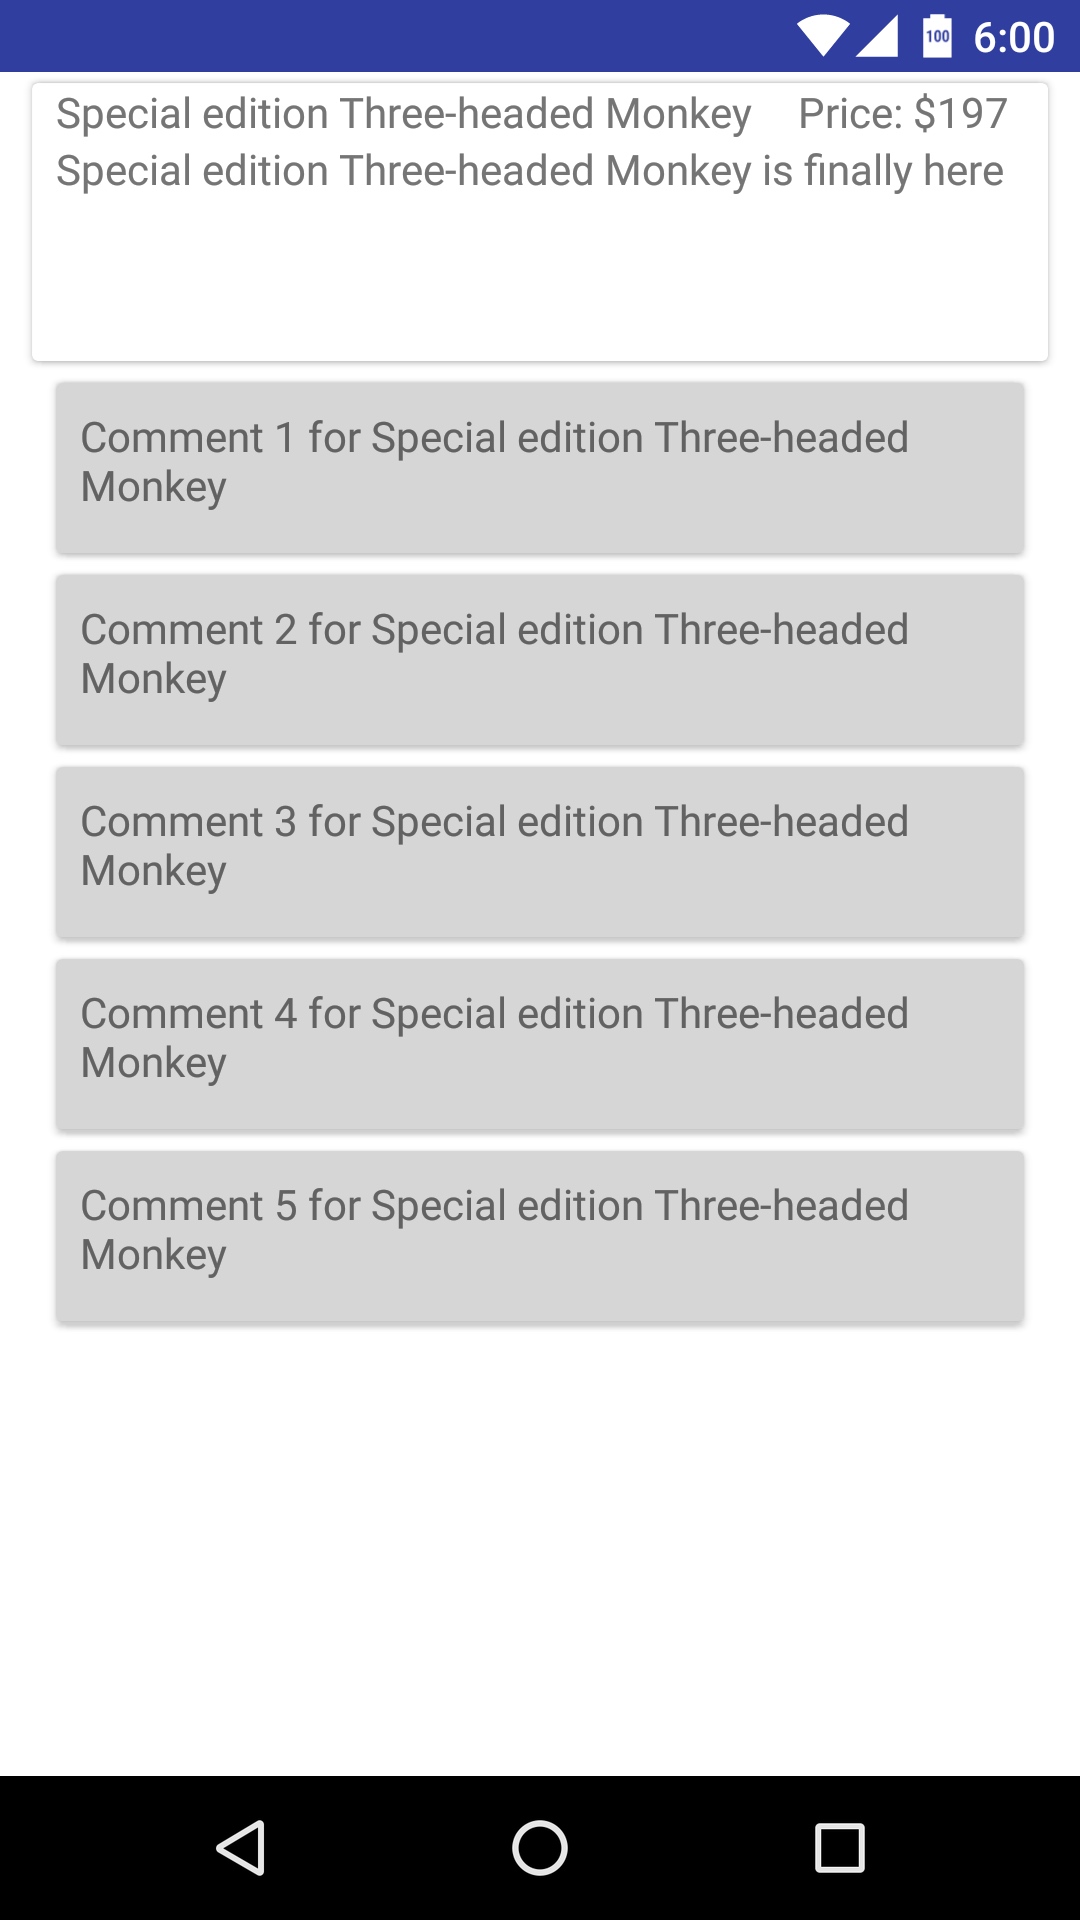 100 6:00
Special edition Three-headed Monkey Price: $197
Special edition Three-headed Monkey is finally here
Comment 1 for Special edition Three-headed
Monkey
Comment 2 for Special edition Three-headed
Monkey
Comment 3 for Special edition Three-headed
Monkey
Comment 4 for Special edition Three-headed
Monkey
Comment 5 for Special edition Three-headed
Monkey